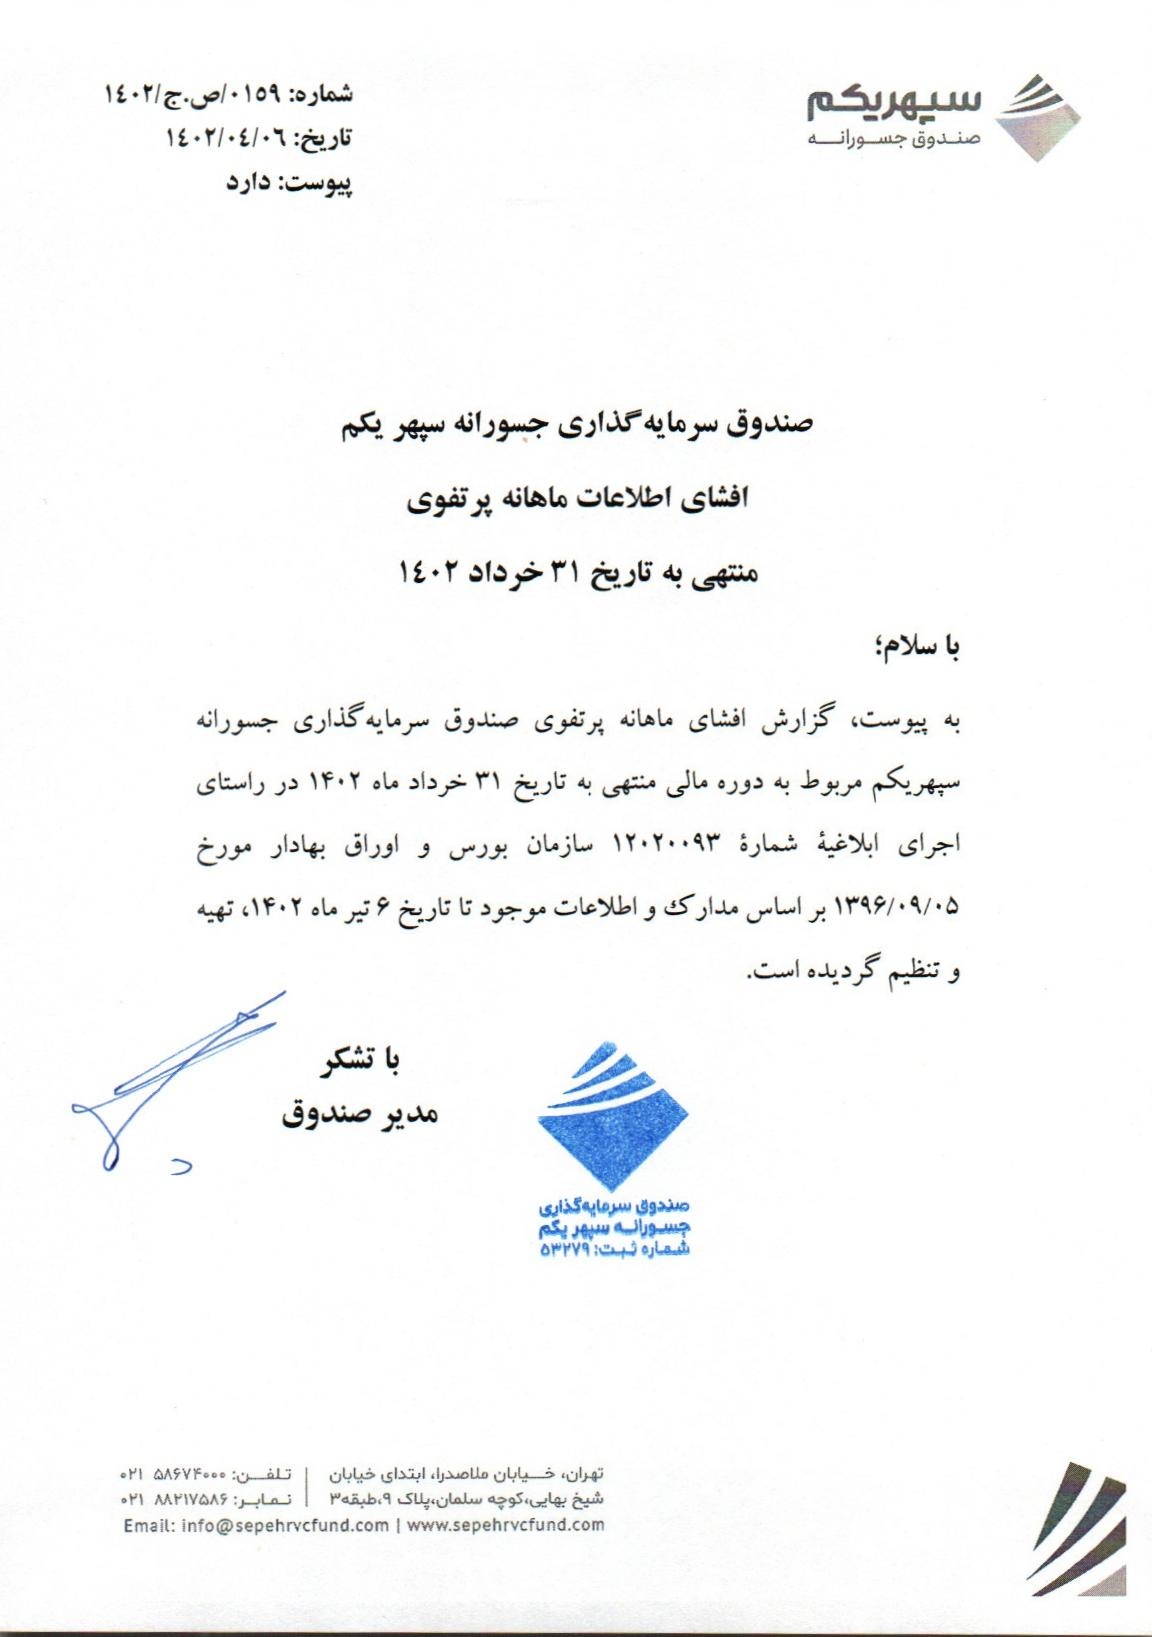 سپهریکم
صندوق جسورانه
شماره: ۰۱۵۹/ص.ج/۱۴۰۲
تاریخ: ۱۴۰۲/۰۴/۰۶
پیوست: دارد
صندوق سرمایه‌گذاری جسورانه سپهر یکم
افشای اطلاعات ماهانه پرتفوی
منتهی به تاریخ ۳۱ خرداد ۱۴۰۲
با سلام؛
به پیوست، گزارش افشای ماهانه پرتفوی صندوق سرمایه‌گذاری جسورانه
سپهریکم مربوط به دوره مالی منتهی به تاریخ ۳۱ خرداد ماه ۱۴۰۲ در راستای
اجرای ابلاغیۀ شمارۀ ۱۲۰۲۰۰۹۳ سازمان بورس و اوراق بهادار مورخ
۱۳۹۶/۰۹/۰۵ بر اساس مدارک و اطلاعات موجود تا تاریخ ۶ تیر ماه ۱۴۰۲، تهیه
و تنظیم گردیده است.
با تشکر
مدیر صندوق
صندوق سرمایه‌گذاری
جسورانه سپهر یکم
شماره ثبت: ۵۳۲۷۹
تهران، خیابان ملاصدرا، ابتدای خیابان | تلفن: ۵۸۶۷۴۰۰۰ ۰۲۱
شیخ بهایی،کوچه سلمان،پلاک ۹،طبقه۳ | نمابر: ۸۸۲۱۷۵۸۶ ۰۲۱
Email: info@sepehrvcfund.com | www.sepehrvcfund.com